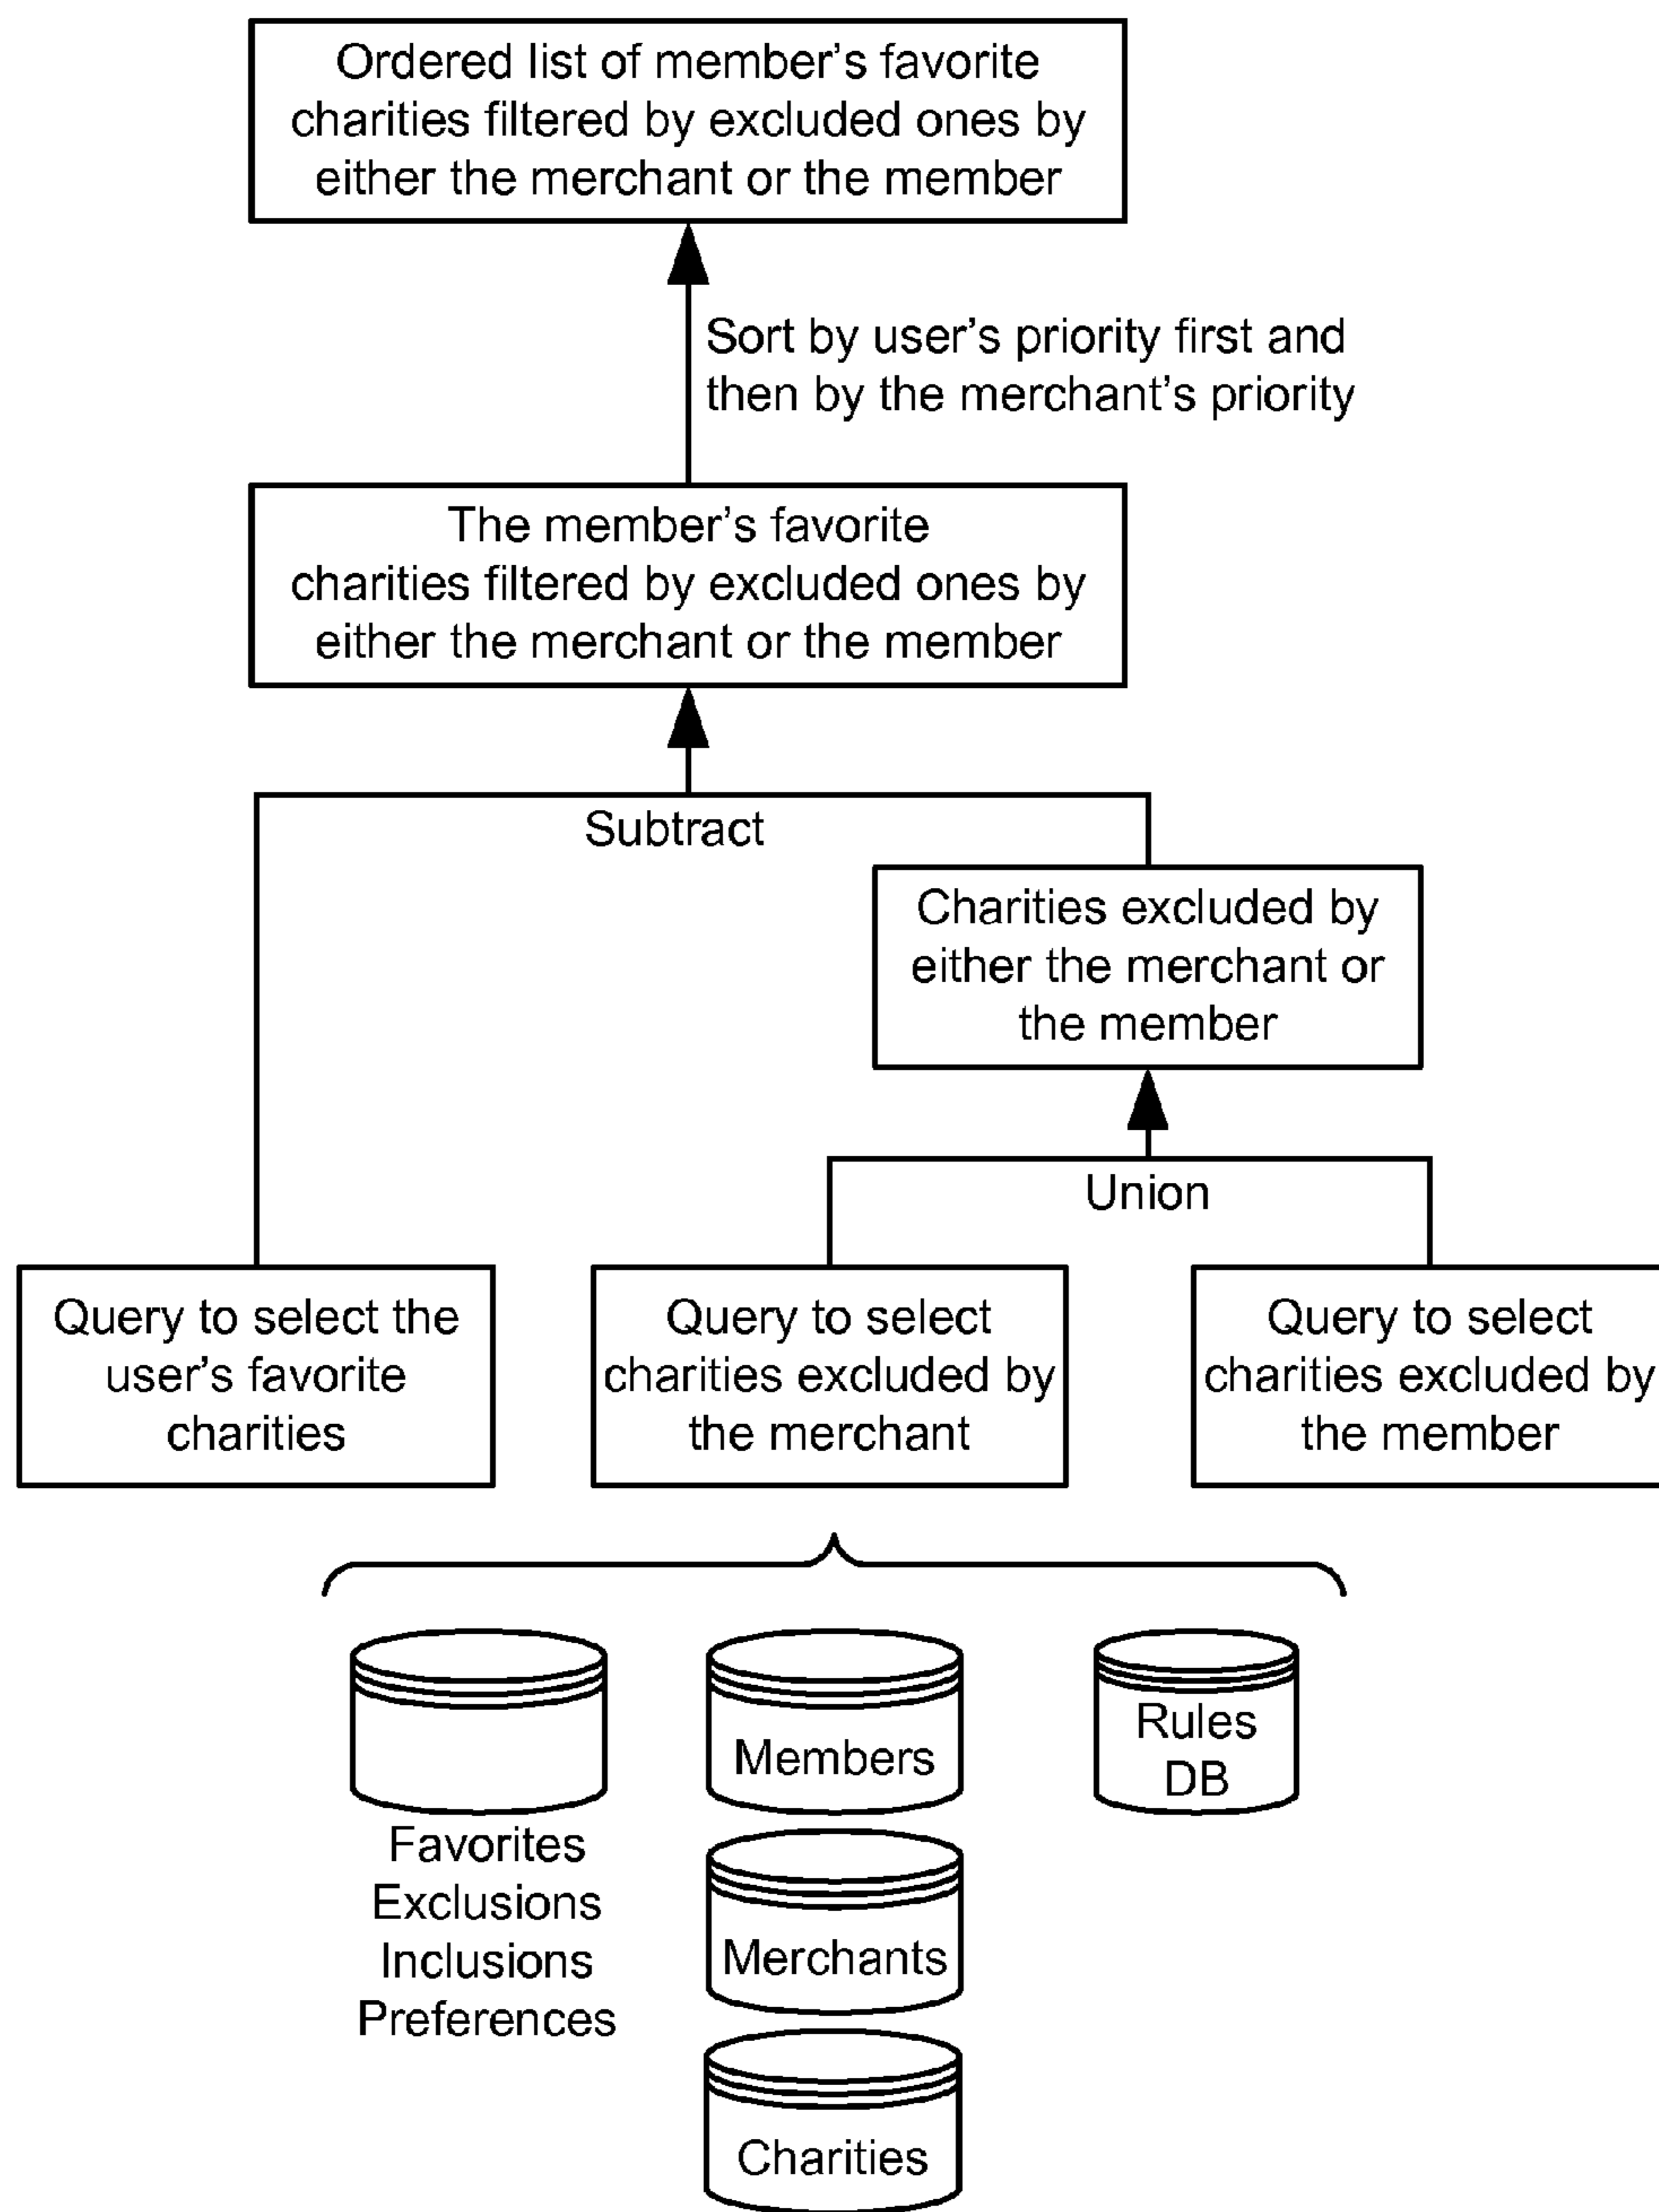 Ordered list of member's favorite
charities filtered by excluded ones by
either the merchant or the member
Sort by user's priority first and
then by the merchant's priority
The member's favorite
charities filtered by excluded ones by
either the merchant or the member
Subtract
Charities excluded by
either the merchant or
the member
Union
Query to select the
user's favorite
charities
Query to select
charities excluded by
the merchant
Query to select
charities excluded by
the member
Favorites
Exclusions
Inclusions
Preferences
Members
Merchants
Charities
Rules
DB